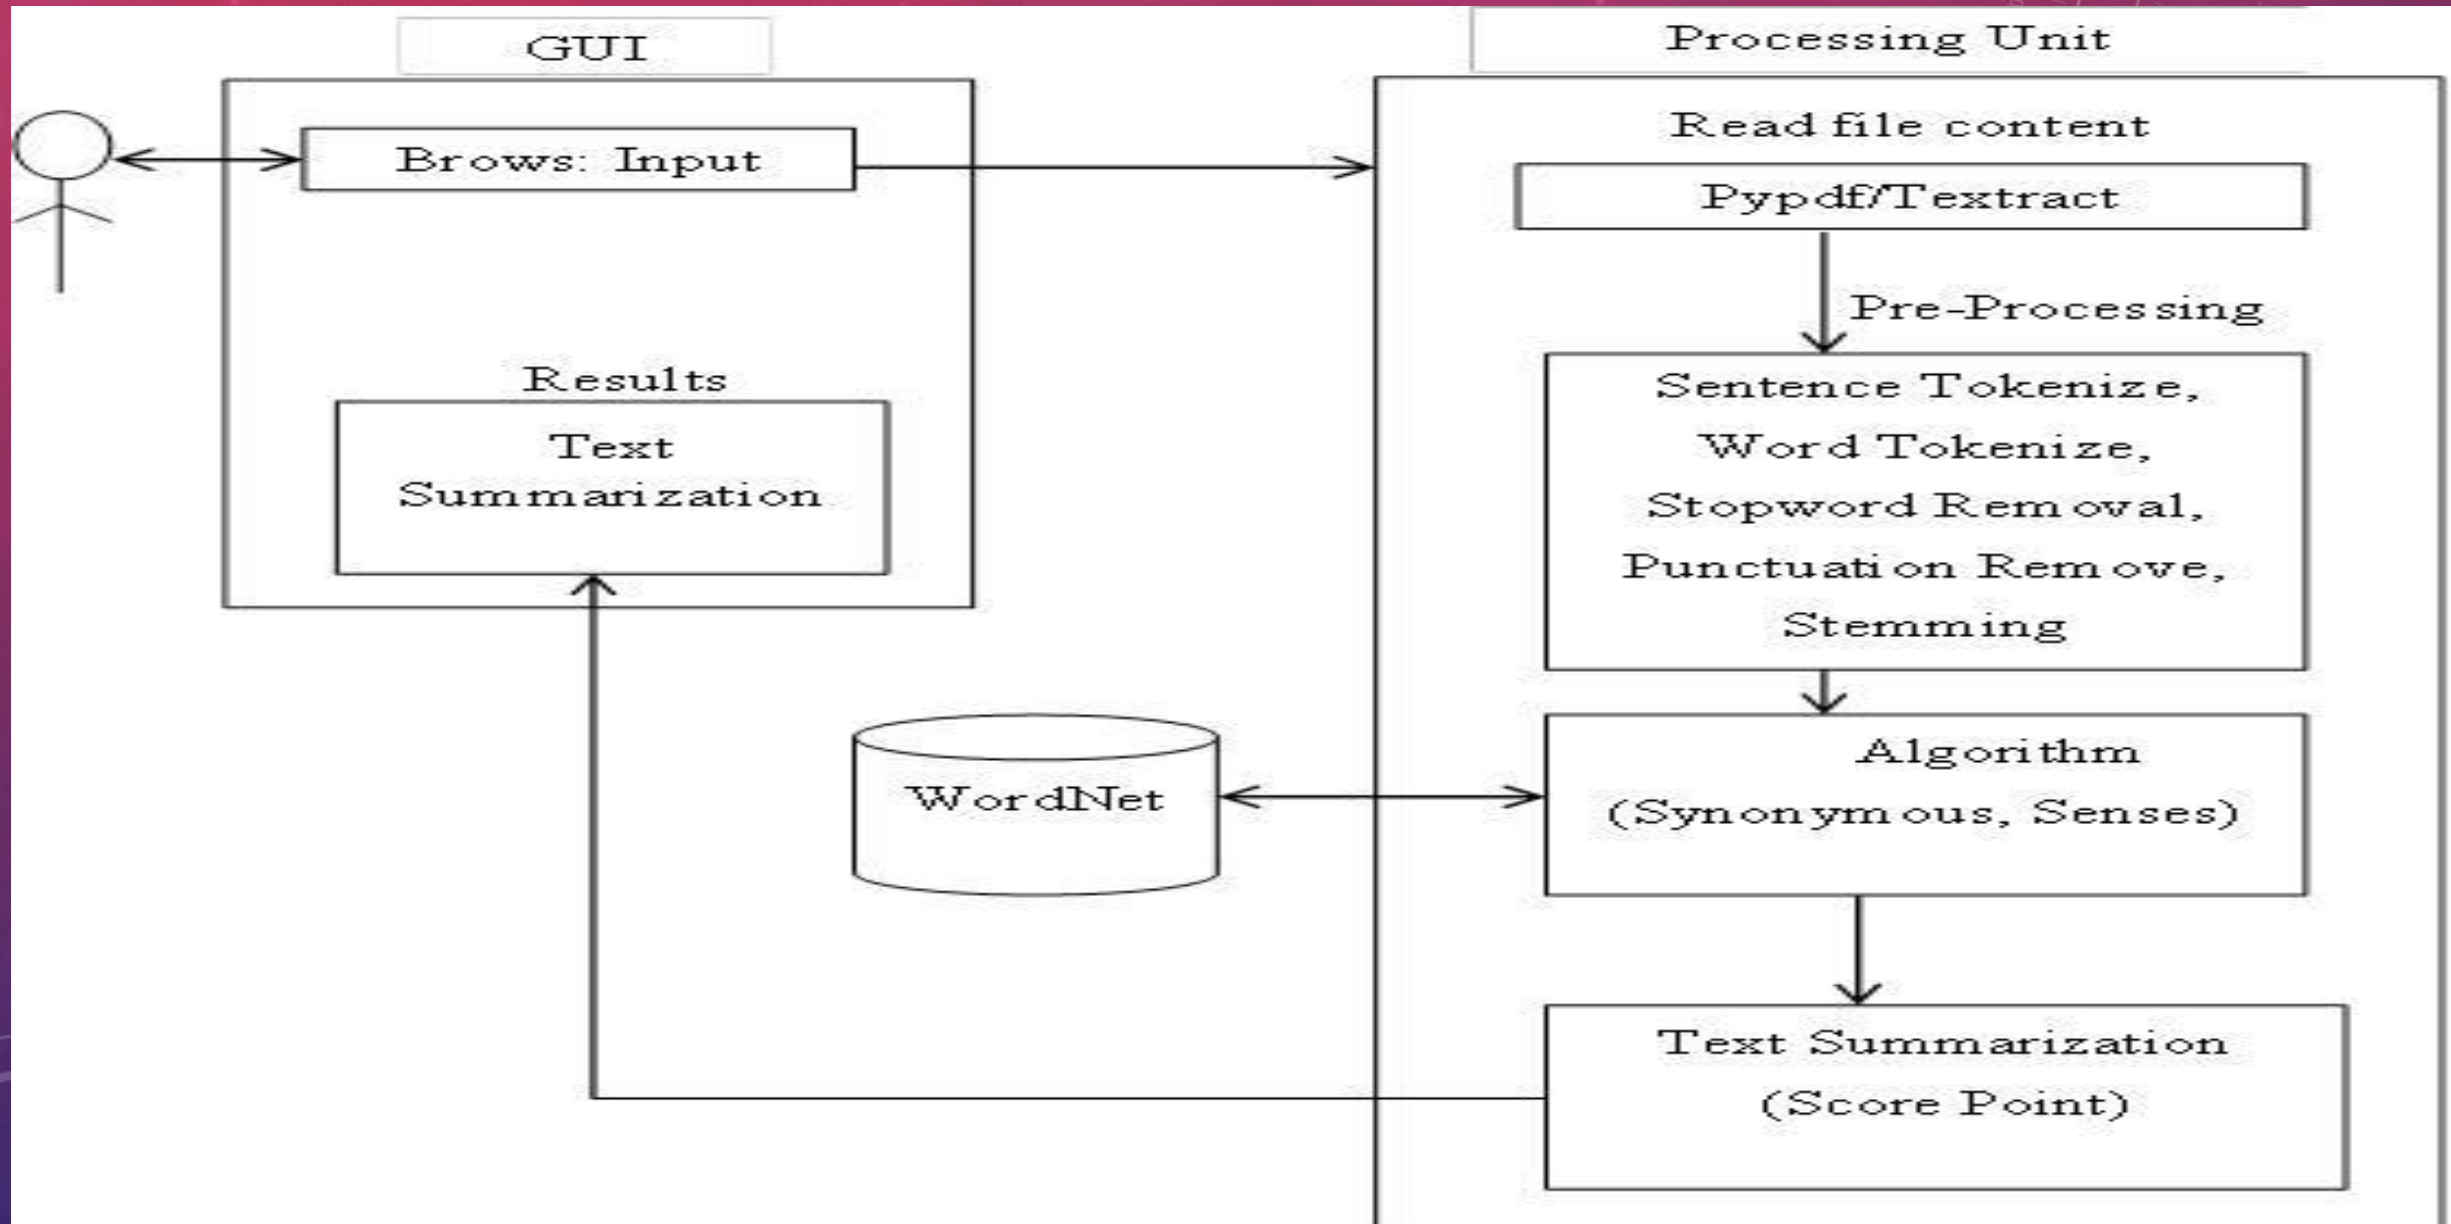 GUI
Brows: Input
Results
Text
Summarization
WordNet
Processing Unit
Read file content
Pypdf/Textract
Pre-Processing
Sentence Tokenize,
Word Tokenize,
Stopword Removal,
Punctuation Remove,
Stemming
Algorithm
(Synonymous, Senses)
Text Summarization
(Score Point)